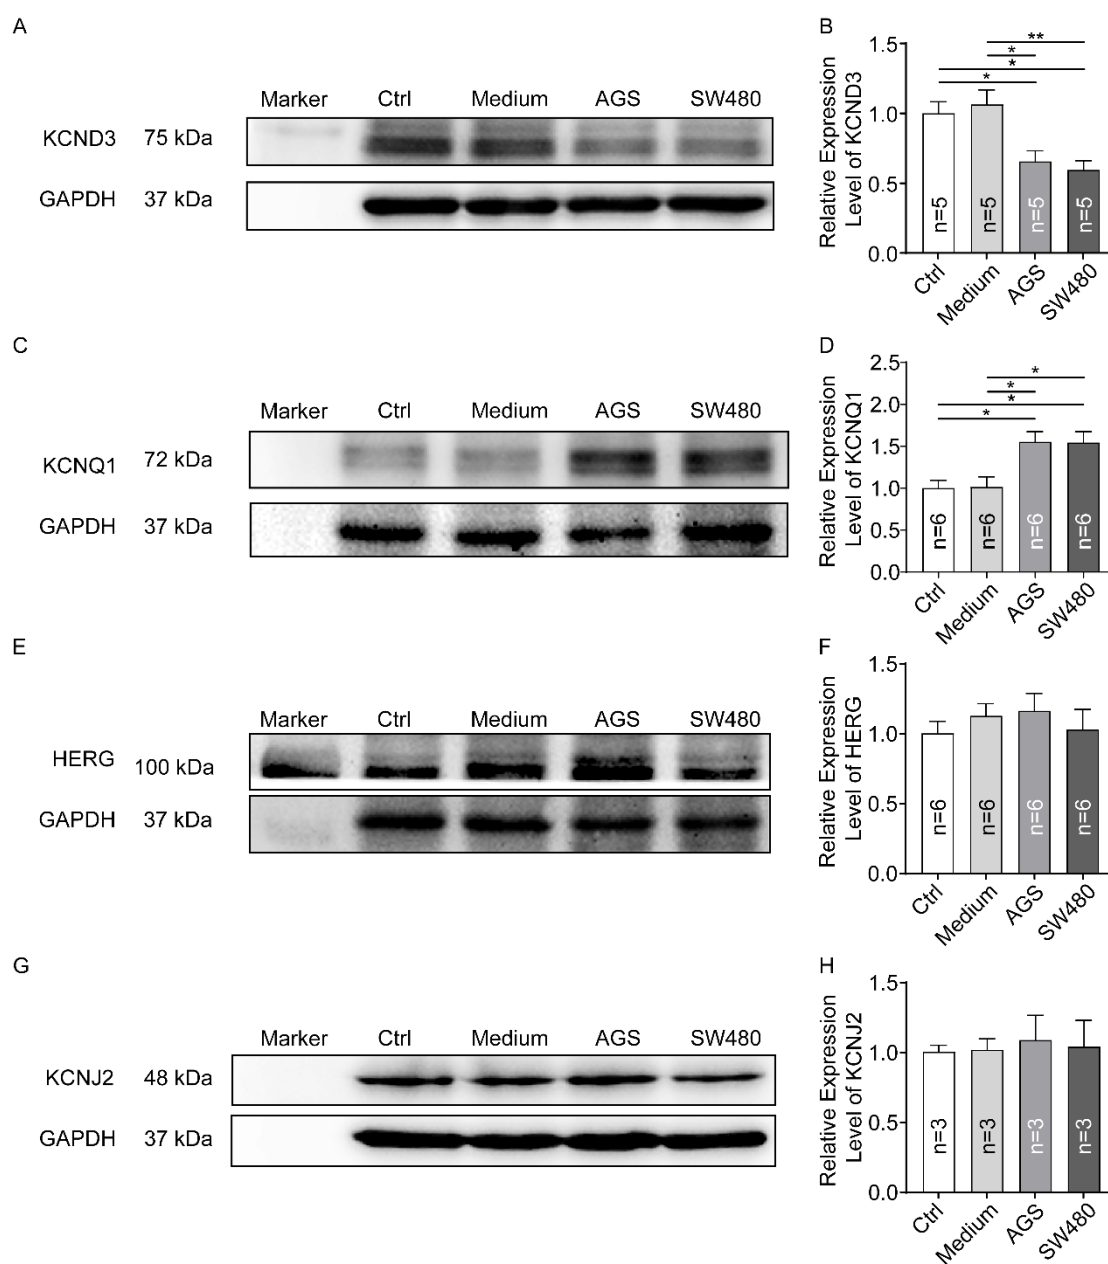 A
Marker Ctrl Medium AGS SW480
KCND3 75 kDa
GAPDH 37 kDa
B
Relative Expression
Level of KCND3
1.5
1.0
0.5
0.0
**
*
*
*
n=5 n=5 n=5 n=5
Ctrl Medium AGS SW480
C
Marker Ctrl Medium AGS SW480
KCNQ1 72 kDa
GAPDH 37 kDa
D
Relative Expression
Level of KCNQ1
2.5
2.0
1.5
1.0
0.5
0.0
*
*
*
*
n=6 n=6 n=6 n=6
Ctrl Medium AGS SW480
E
Marker Ctrl Medium AGS SW480
HERG 100 kDa
GAPDH 37 kDa
F
Relative Expression
Level of HERG
1.5
1.0
0.5
0.0
n=6 n=6 n=6 n=6
Ctrl Medium AGS SW480
G
Marker Ctrl Medium AGS SW480
KCNJ2 48 kDa
GAPDH 37 kDa
H
Relative Expression
Level of KCNJ2
1.5
1.0
0.5
0.0
n=3 n=3 n=3 n=3
Ctrl Medium AGS SW480